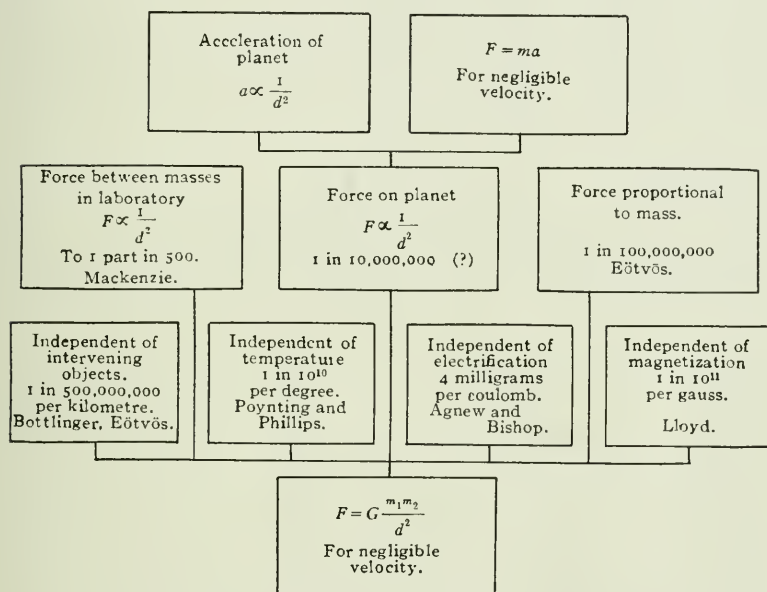 Acccleration of
planet
a ∝ 1/d²
F = ma
For negligible
velocity.
Force between masses
in laboratory
F ∝ 1/d²
To 1 part in 500.
Mackenzie.
Force on planet
F ∝ 1/d²
1 in 10,000,000 (?)
Force proportional
to mass.
1 in 100,000,000
Eötvös.
Independent of
intervening
objects.
1 in 500,000,000
per kilometre.
Bottlinger, Eötvös.
Independent of
temperature
1 in 10¹⁰
per degree.
Poynting and
Phillips.
Independent of
electrification
4 milligrams
per coulomb.
Agnew and
Bishop.
Independent of
magnetization
1 in 10¹¹
per gauss.
Lloyd.
F = G m₁m₂/d²
For negligible
velocity.